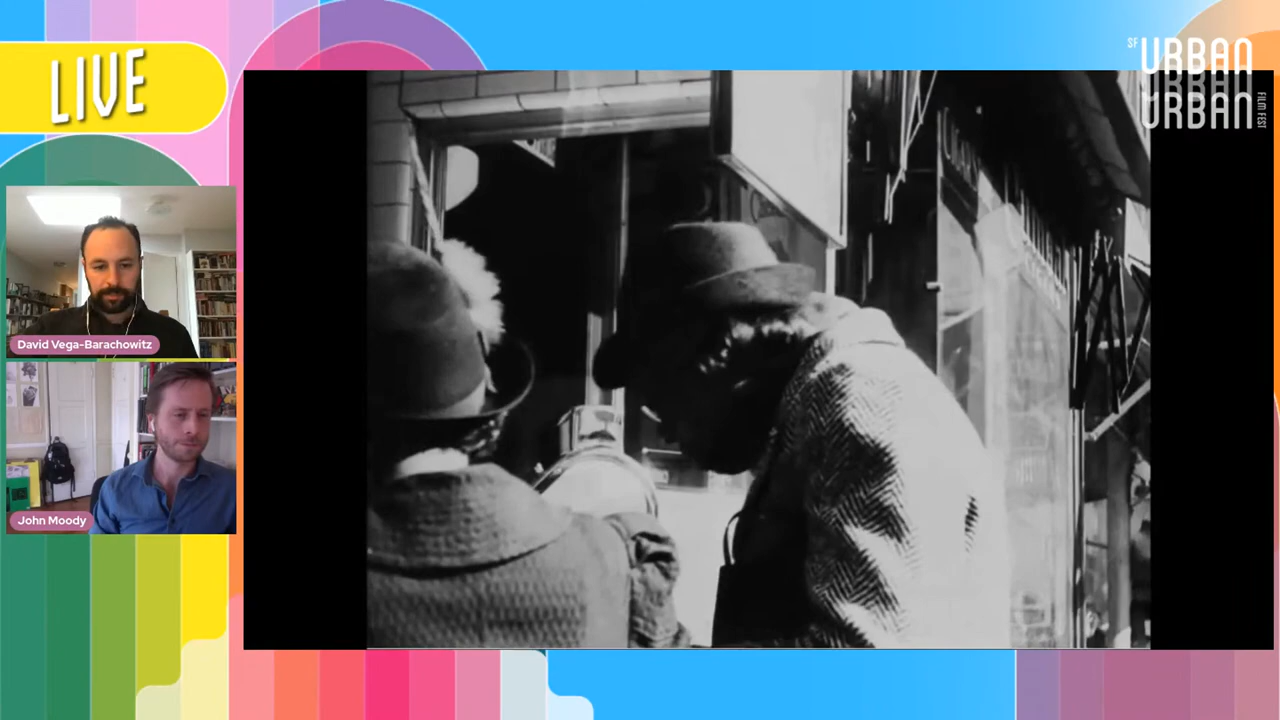 LIVE
SF
URBAN
URBAN
FILM FEST
David Vega-Barachowitz
John Moody